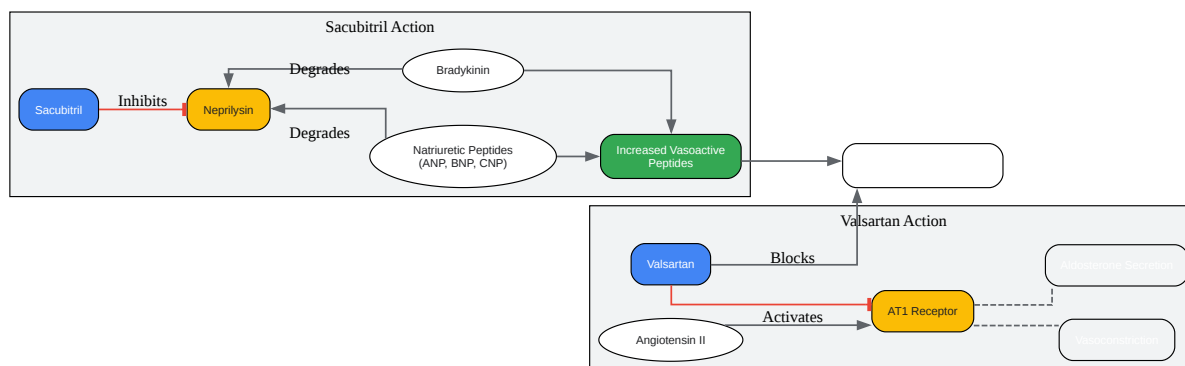 Sacubitril Action
Degrades
Bradykinin
Sacubitril
Inhibits
Neprilysin
Degrades
Natriuretic Peptides
(ANP, BNP, CNP)
Increased Vasoactive
Peptides
Valsartan Action
Valsartan
Blocks
Aldosterone Secretion
AT1 Receptor
Activates
Angiotensin II
Vasoconstriction